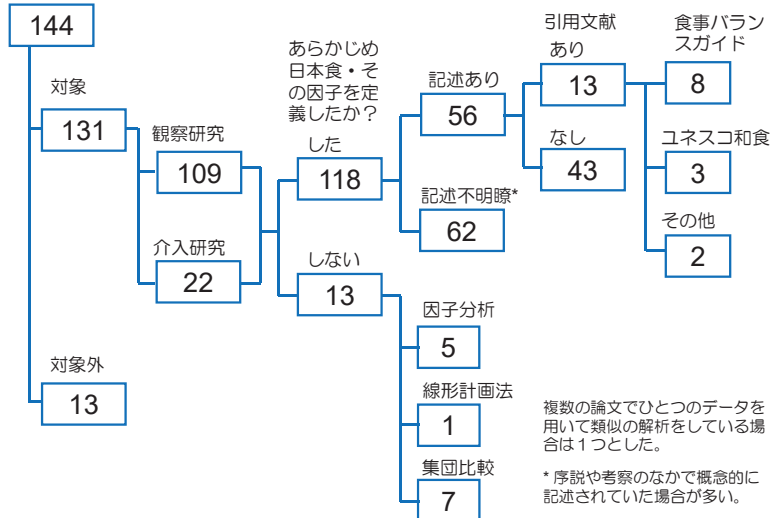 144
対象
131
対象外
13
観察研究
109
介入研究
22
あらかじめ
日本食・そ
の因子を定
義したか？
した
118
しない
13
記述あり
56
記述不明瞭*
62
因子分析
5
線形計画法
1
集団比較
7
引用文献
あり
13
なし
43
食事バラン
スガイド
8
ユネスコ和食
3
その他
2
複数の論文でひとつのデータを
用いて類似の解析をしている場
合は１つとした。
* 序説や考察のなかで概念的に
記述されていた場合が多い。